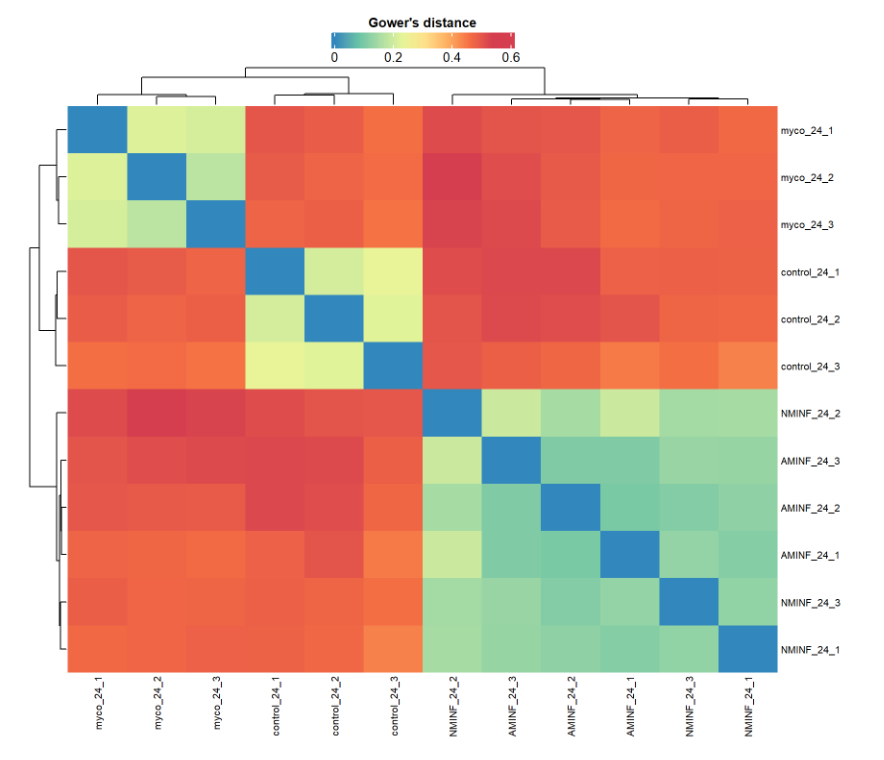 Gower's distance
0 0.2 0.4 0.6
myco_24_1
myco_24_2
myco_24_3
control_24_1
control_24_2
control_24_3
NMINF_24_2
AMINF_24_3
AMINF_24_2
AMINF_24_1
NMINF_24_3
NMINF_24_1
myco_24_1
myco_24_2
myco_24_3
control_24_1
control_24_2
control_24_3
NMINF_24_2
AMINF_24_3
AMINF_24_2
AMINF_24_1
NMINF_24_3
NMINF_24_1